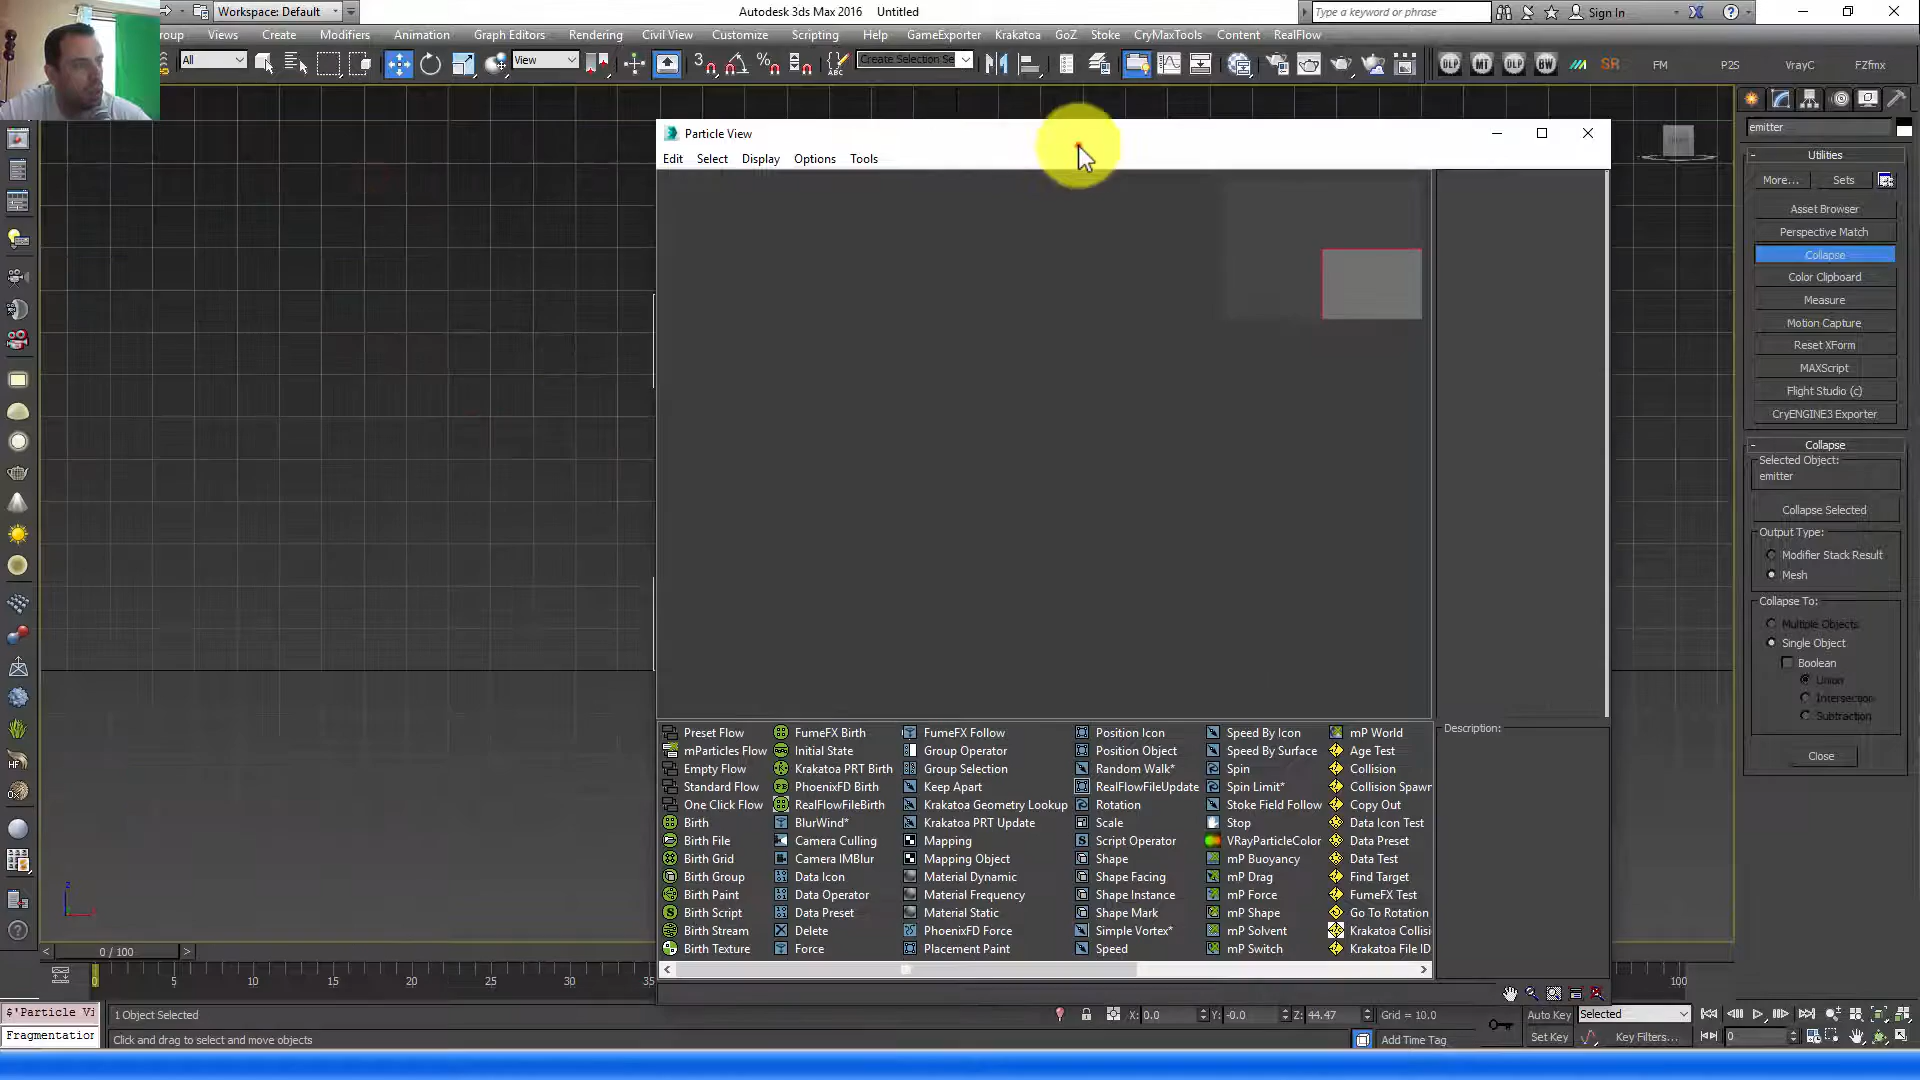 Workspace: Default
Autodesk 3ds Max 2016 Untitled
Type a keyword or phrase
Sign In
Views Create Modifiers Animation Graph Editors Rendering Civil View Customize Scripting Help GameExporter Krakatoa GoZ Stoke CryMaxTools Content RealFlow
All
View
Create Selection Se
DLP MT DLP BW SR FM P2S VrayC FZfmx
Particle View
Edit Select Display Options Tools
emitter
Utilities
More... Sets
Asset Browser
Perspective Match
Collapse
Color Clipboard
Measure
Motion Capture
Reset XForm
MAXScript
Flight Studio (c)
CryENGINE3 Exporter
Collapse
Selected Object:
emitter
Collapse Selected
Output Type:
Modifier Stack Result
Mesh
Collapse To:
Multiple Objects
Single Object
Boolean
Union
Intersection
Subtraction
Close
Preset Flow FumeFX Birth FumeFX Follow Position Icon Speed By Icon mP World
mParticles Flow Initial State Group Operator Position Object Speed By Surface Age Test
Empty Flow Krakatoa PRT Birth Group Selection Random Walk* Spin Collision
Standard Flow PhoenixFD Birth Keep Apart RealFlowFileUpdate Spin Limit* Collision Spawn
One Click Flow RealFlowFileBirth Krakatoa Geometry Lookup Rotation Stoke Field Follow Copy Out
Birth BlurWind* Krakatoa PRT Update Scale Stop Data Icon Test
Birth File Camera Culling Mapping Script Operator VRayParticleColor Data Preset
Birth Grid Camera IMBlur Mapping Object Shape mP Buoyancy Data Test
Birth Group Data Icon Material Dynamic Shape Facing mP Drag Find Target
Birth Paint Data Operator Material Frequency Shape Instance mP Force FumeFX Test
Birth Script Data Preset Material Static Shape Mark mP Shape Go To Rotation
Birth Stream Delete PhoenixFD Force Simple Vortex* mP Solvent Krakatoa Collisi
Birth Texture Force Placement Paint Speed mP Switch Krakatoa File ID
Description:
0 / 100
0 5 10 15 20 25 30 35 100
$'Particle Vi
1 Object Selected
X: 0.0 Y: -0.0 Z: 44.47 Grid = 10.0
Auto Key Selected
Fragmentation
Click and drag to select and move objects
Add Time Tag
Set Key Key Filters... 0